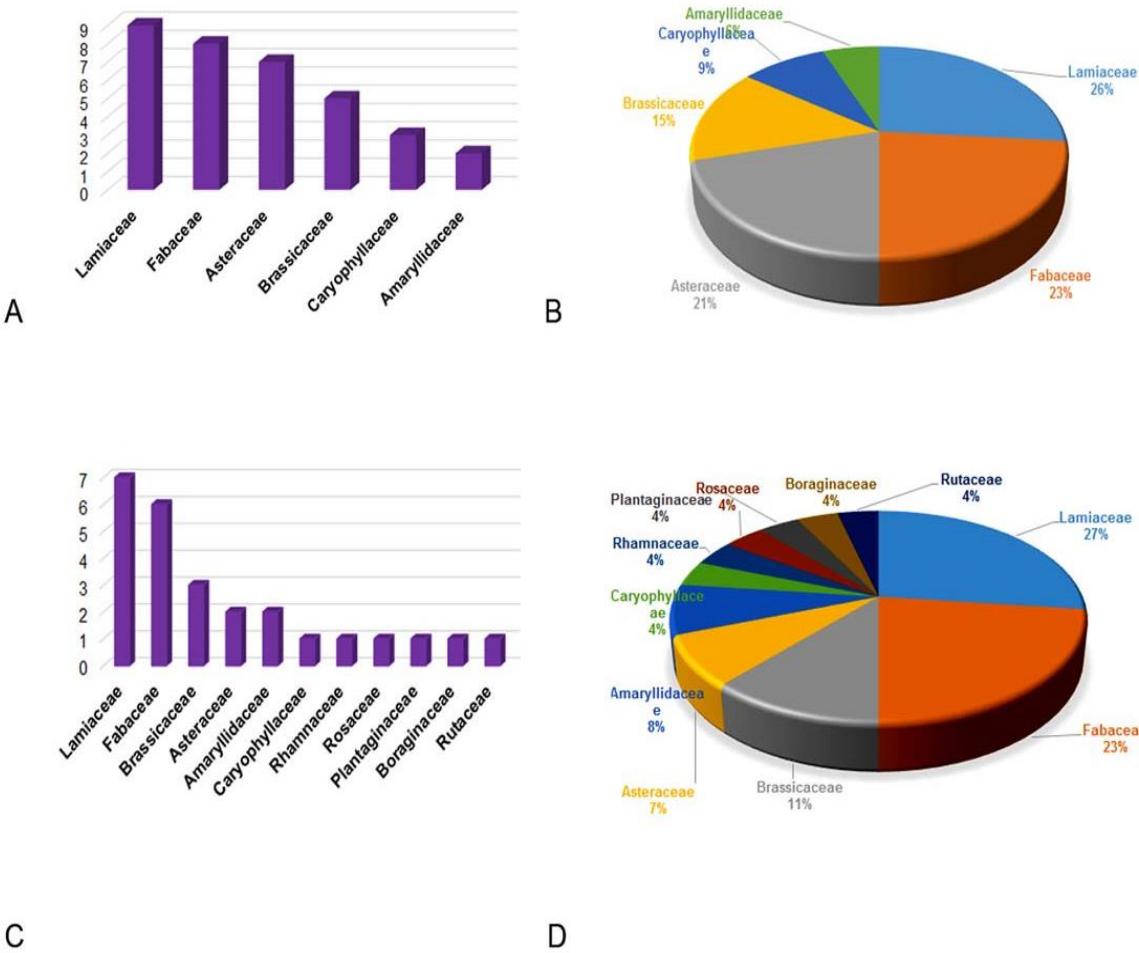 9
8
7
6
5
4
3
2
1
0
Lamiaceae
Fabaceae
Asteraceae
Brassicaceae
Caryophyllaceae
Amaryllidaceae
A
Amaryllidaceae
6%
Caryophyllacea
e
9%
Brassicaceae
15%
Lamiaceae
26%
Asteraceae
21%
Fabaceae
23%
B
7
6
5
4
3
2
1
0
Lamiaceae
Fabaceae
Brassicaceae
Asteraceae
Amaryllidaceae
Caryophyllaceae
Rhamnaceae
Rosaceae
Plantaginaceae
Boraginaceae
Rutaceae
C
Plantaginaceae
4%
Rosaceae
4%
Boraginaceae
4%
Rutaceae
4%
Lamiaceae
27%
Rhamnaceae
4%
Caryophyllace
ae
4%
Amaryllidacea
e
8%
Asteraceae
7%
Brassicaceae
11%
Fabacea
23%
D